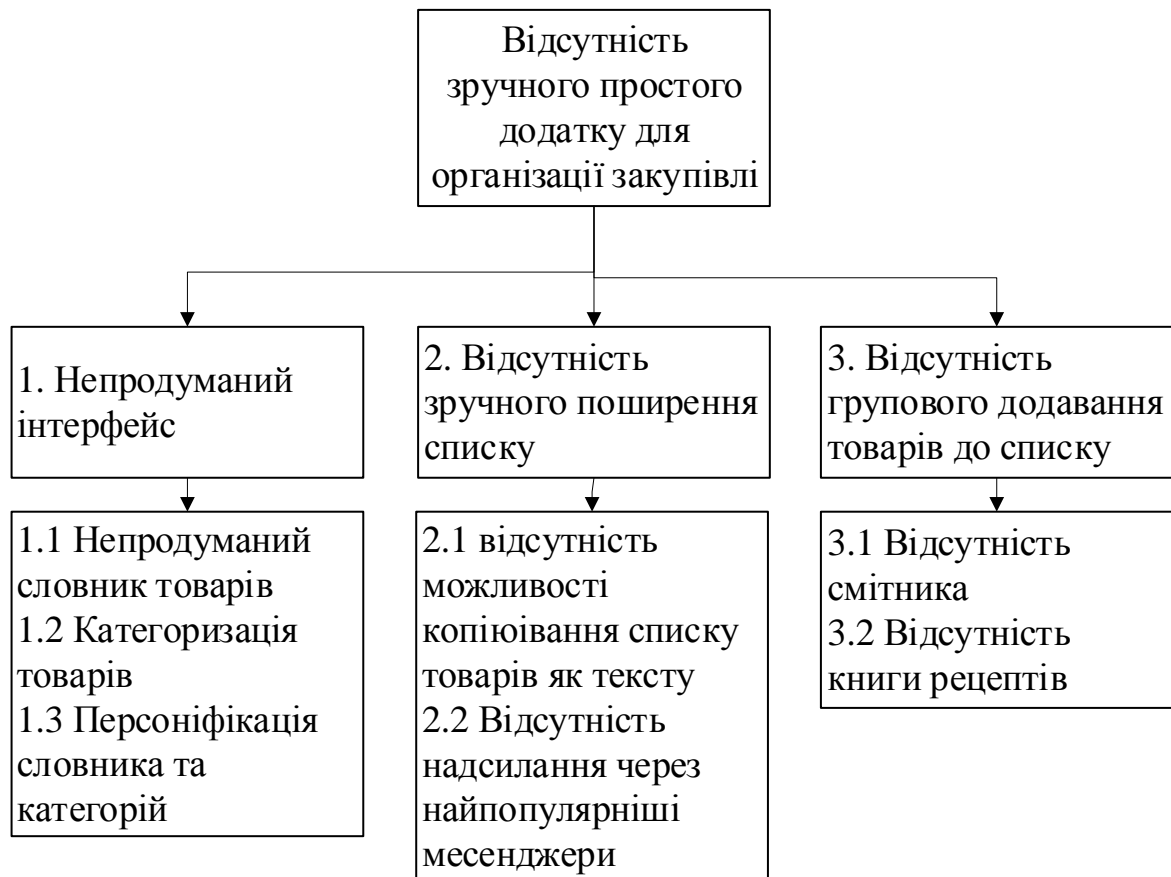 Відсутність
зручного простого
додатку для
організації закупівлі
1. Непродуманий
інтерфейс
2. Відсутність
зручного поширення
списку
3. Відсутність
групового додавання
товарів до списку
1.1 Непродуманий
словник товарів
1.2 Категоризація
товарів
1.3 Персоніфікація
словника та
категорій
2.1 відсутність
можливості
копіюівання списку
товарів як тексту
2.2 Відсутність
надсилання через
найпопулярніші
месенджери
3.1 Відсутність
смітника
3.2 Відсутність
книги рецептів